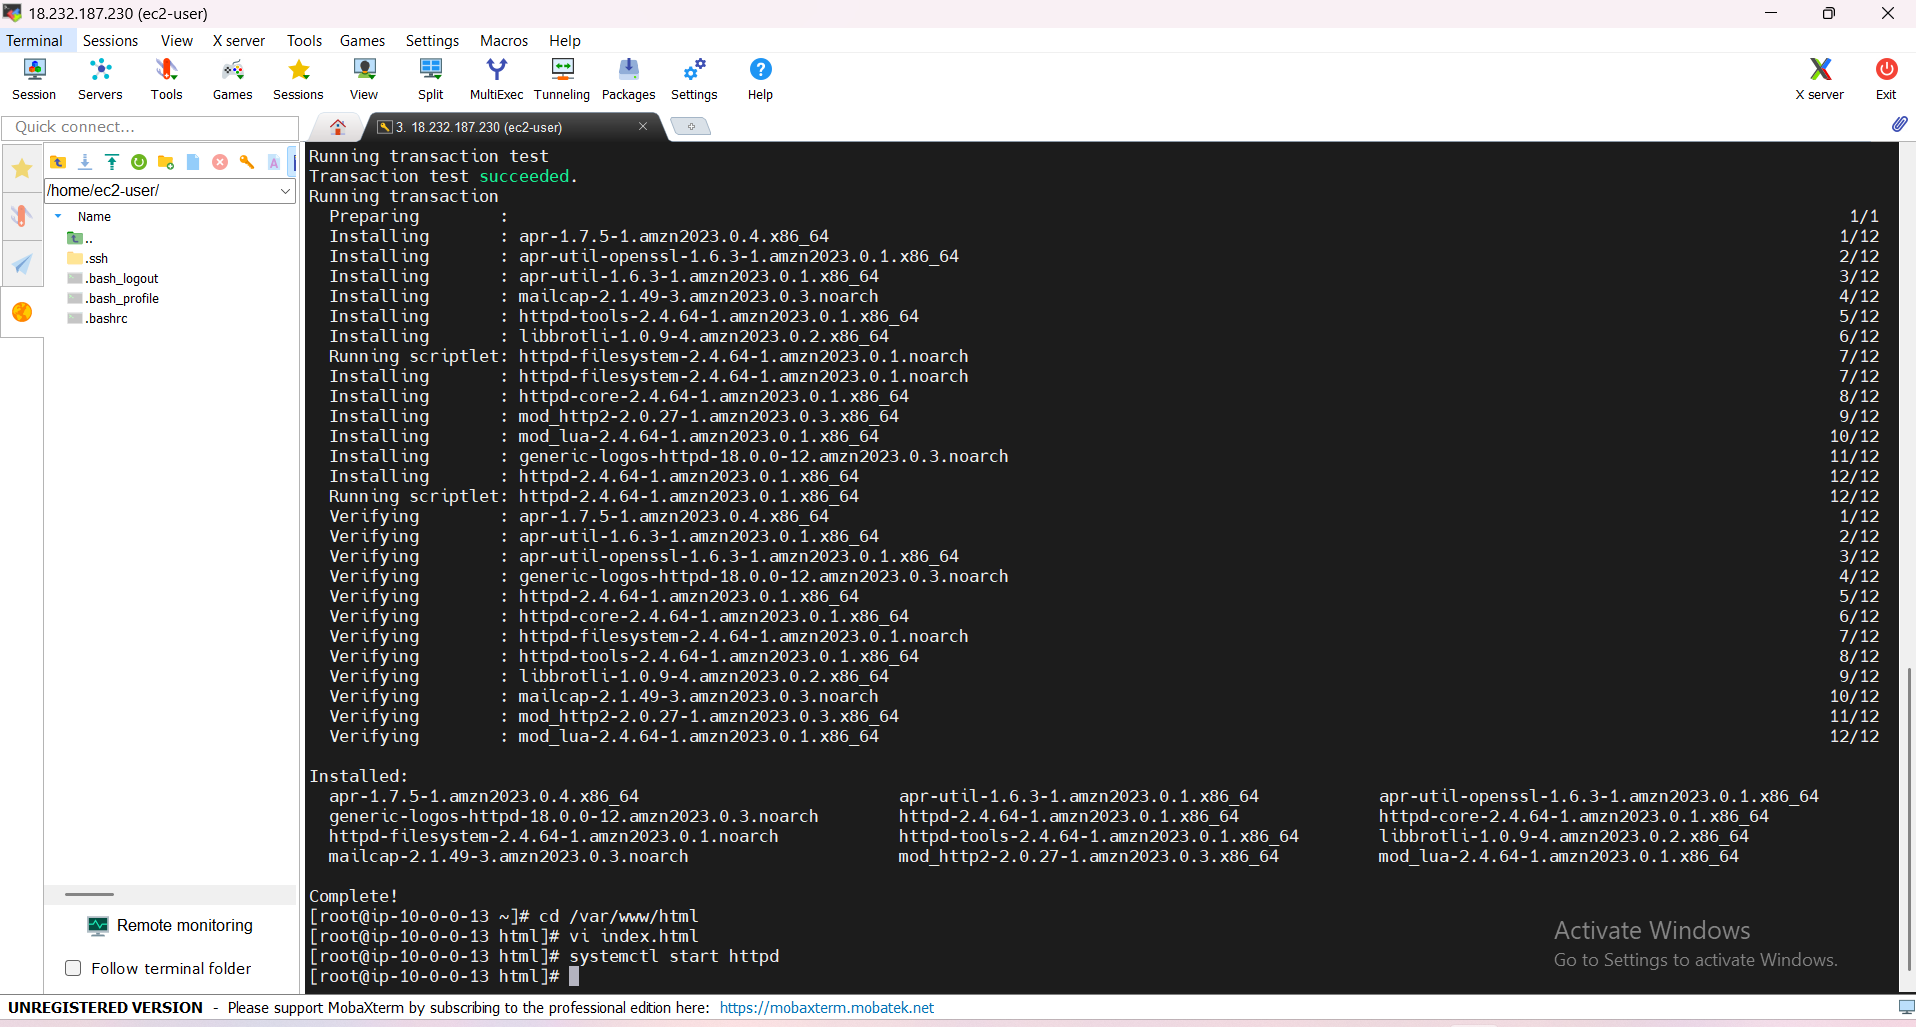 18.232.187.230 (ec2-user)
Terminal Sessions View X server Tools Games Settings Macros Help
Session Servers Tools Games Sessions View Split MultiExec Tunneling Packages Settings Help X server Exit
Quick connect...
3. 18.232.187.230 (ec2-user)
/home/ec2-user/
Name
..
.ssh
.bash_logout
.bash_profile
.bashrc
Remote monitoring
Follow terminal folder
Running transaction test
Transaction test succeeded.
Running transaction
Preparing : 1/1
Installing : apr-1.7.5-1.amzn2023.0.4.x86_64 1/12
Installing : apr-util-openssl-1.6.3-1.amzn2023.0.1.x86_64 2/12
Installing : apr-util-1.6.3-1.amzn2023.0.1.x86_64 3/12
Installing : mailcap-2.1.49-3.amzn2023.0.3.noarch 4/12
Installing : httpd-tools-2.4.64-1.amzn2023.0.1.x86_64 5/12
Installing : libbrotli-1.0.9-4.amzn2023.0.2.x86_64 6/12
Running scriptlet: httpd-filesystem-2.4.64-1.amzn2023.0.1.noarch 7/12
Installing : httpd-filesystem-2.4.64-1.amzn2023.0.1.noarch 7/12
Installing : httpd-core-2.4.64-1.amzn2023.0.1.x86_64 8/12
Installing : mod_http2-2.0.27-1.amzn2023.0.3.x86_64 9/12
Installing : mod_lua-2.4.64-1.amzn2023.0.1.x86_64 10/12
Installing : generic-logos-httpd-18.0.0-12.amzn2023.0.3.noarch 11/12
Installing : httpd-2.4.64-1.amzn2023.0.1.x86_64 12/12
Running scriptlet: httpd-2.4.64-1.amzn2023.0.1.x86_64 12/12
Verifying : apr-1.7.5-1.amzn2023.0.4.x86_64 1/12
Verifying : apr-util-1.6.3-1.amzn2023.0.1.x86_64 2/12
Verifying : apr-util-openssl-1.6.3-1.amzn2023.0.1.x86_64 3/12
Verifying : generic-logos-httpd-18.0.0-12.amzn2023.0.3.noarch 4/12
Verifying : httpd-2.4.64-1.amzn2023.0.1.x86_64 5/12
Verifying : httpd-core-2.4.64-1.amzn2023.0.1.x86_64 6/12
Verifying : httpd-filesystem-2.4.64-1.amzn2023.0.1.noarch 7/12
Verifying : httpd-tools-2.4.64-1.amzn2023.0.1.x86_64 8/12
Verifying : libbrotli-1.0.9-4.amzn2023.0.2.x86_64 9/12
Verifying : mailcap-2.1.49-3.amzn2023.0.3.noarch 10/12
Verifying : mod_http2-2.0.27-1.amzn2023.0.3.x86_64 11/12
Verifying : mod_lua-2.4.64-1.amzn2023.0.1.x86_64 12/12
Installed:
apr-1.7.5-1.amzn2023.0.4.x86_64 apr-util-1.6.3-1.amzn2023.0.1.x86_64 apr-util-openssl-1.6.3-1.amzn2023.0.1.x86_64
generic-logos-httpd-18.0.0-12.amzn2023.0.3.noarch httpd-2.4.64-1.amzn2023.0.1.x86_64 httpd-core-2.4.64-1.amzn2023.0.1.x86_64
httpd-filesystem-2.4.64-1.amzn2023.0.1.noarch httpd-tools-2.4.64-1.amzn2023.0.1.x86_64 libbrotli-1.0.9-4.amzn2023.0.2.x86_64
mailcap-2.1.49-3.amzn2023.0.3.noarch mod_http2-2.0.27-1.amzn2023.0.3.x86_64 mod_lua-2.4.64-1.amzn2023.0.1.x86_64
Complete!
[root@ip-10-0-0-13 ~]# cd /var/www/html
[root@ip-10-0-0-13 html]# vi index.html
[root@ip-10-0-0-13 html]# systemctl start httpd
[root@ip-10-0-0-13 html]#
Activate Windows
Go to Settings to activate Windows.
UNREGISTERED VERSION - Please support MobaXterm by subscribing to the professional edition here: https://mobaxterm.mobatek.net